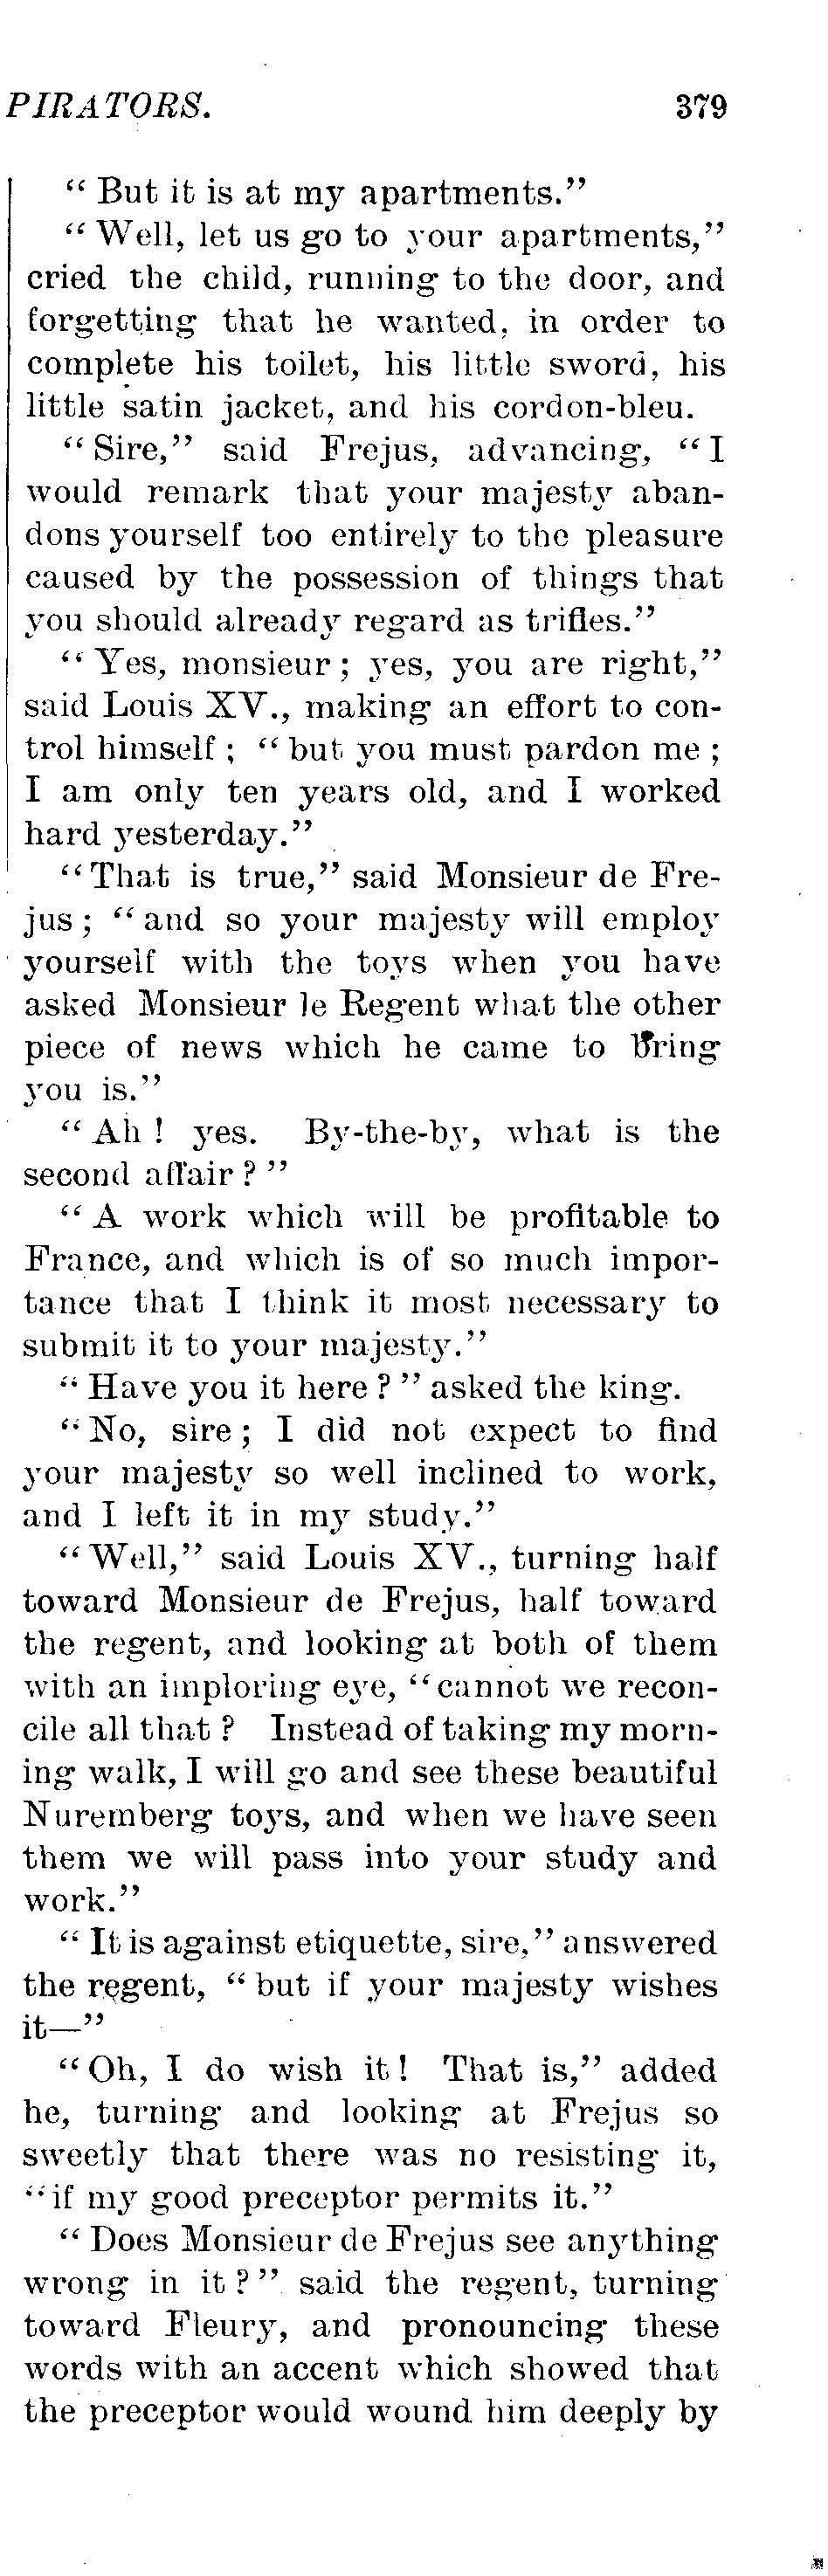 PIRATORS. 379
“ But it is at my apartments.”
“ Well, let us go to your apartments,”
cried the child, running to the door, and
forgetting that he wanted, in order to
complete his toilet, his little sword, his
little satin jacket, and his cordon-bleu.
“ Sire,” said Frejus, advancing, “ I
would remark that your majesty aban-
dons yourself too entirely to the pleasure
caused by the possession of things that
you should already regard as trifles.”
“ Yes, monsieur ; yes, you are right,”
said Louis XV., making an effort to con-
trol himself ; “ but you must pardon me ;
I am only ten years old, and I worked
hard yesterday.”
“ That is true,” said Monsieur de Fre-
jus ; “ and so your majesty will employ
yourself with the toys when you have
asked Monsieur le Regent what the other
piece of news which he came to bring
you is.”
“ Ah ! yes. By-the-by, what is the
second affair ? ”
“ A work which will be profitable to
France, and which is of so much impor-
tance that I think it most necessary to
submit it to your majesty.”
“ Have you it here ? ” asked the king.
“ No, sire ; I did not expect to find
your majesty so well inclined to work,
and I left it in my study.”
“ Well,” said Louis XV., turning half
toward Monsieur de Frejus, half toward
the regent, and looking at both of them
with an imploring eye, “ cannot we recon-
cile all that ? Instead of taking my morn-
ing walk, I will go and see these beautiful
Nuremberg toys, and when we have seen
them we will pass into your study and
work.”
“ It is against etiquette, sire,” answered
the regent, “ but if your majesty wishes
it—”
“ Oh, I do wish it ! That is,” added
he, turning and looking at Frejus so
sweetly that there was no resisting it,
“ if my good preceptor permits it.”
“ Does Monsieur de Frejus see anything
wrong in it ? ” said the regent, turning
toward Fleury, and pronouncing these
words with an accent which showed that
the preceptor would wound him deeply by